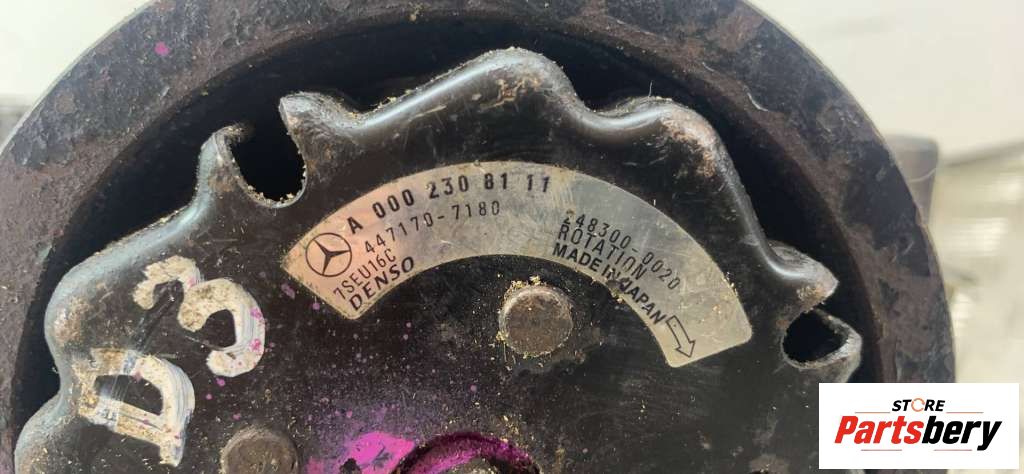 A 000 230 81 11
447170-7180
7SEU16C
DENSO
248300-0020
ROTATION
MADE IN JAPAN
D3
STORE
Partsbery